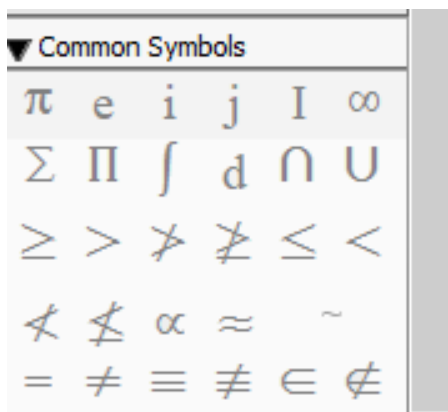 Common Symbols
π e i j I ∞
Σ Π ∫ d ∩ ∪
≥ > ≯ ≱ ≤ <
≮ ≰ ∝ ≈ ~
= ≠ ≡ ≢ ∈ ∉